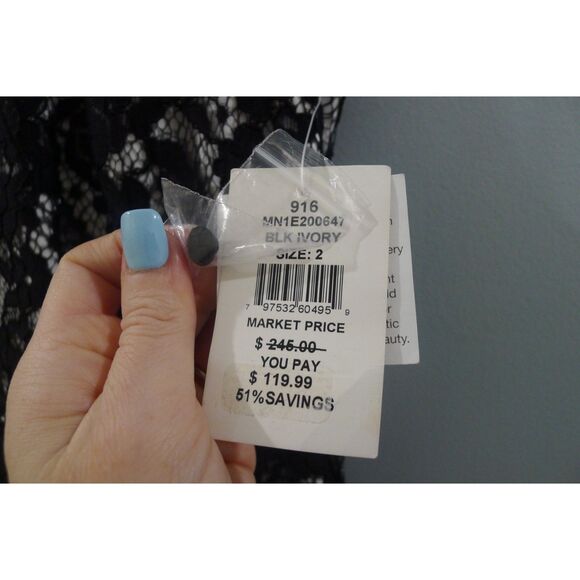 916
MN1E200647
BLK IVORY
SIZE: 2
7 97532 60495 9
MARKET PRICE
$ 245.00
YOU PAY
$ 119.99
51% SAVINGS